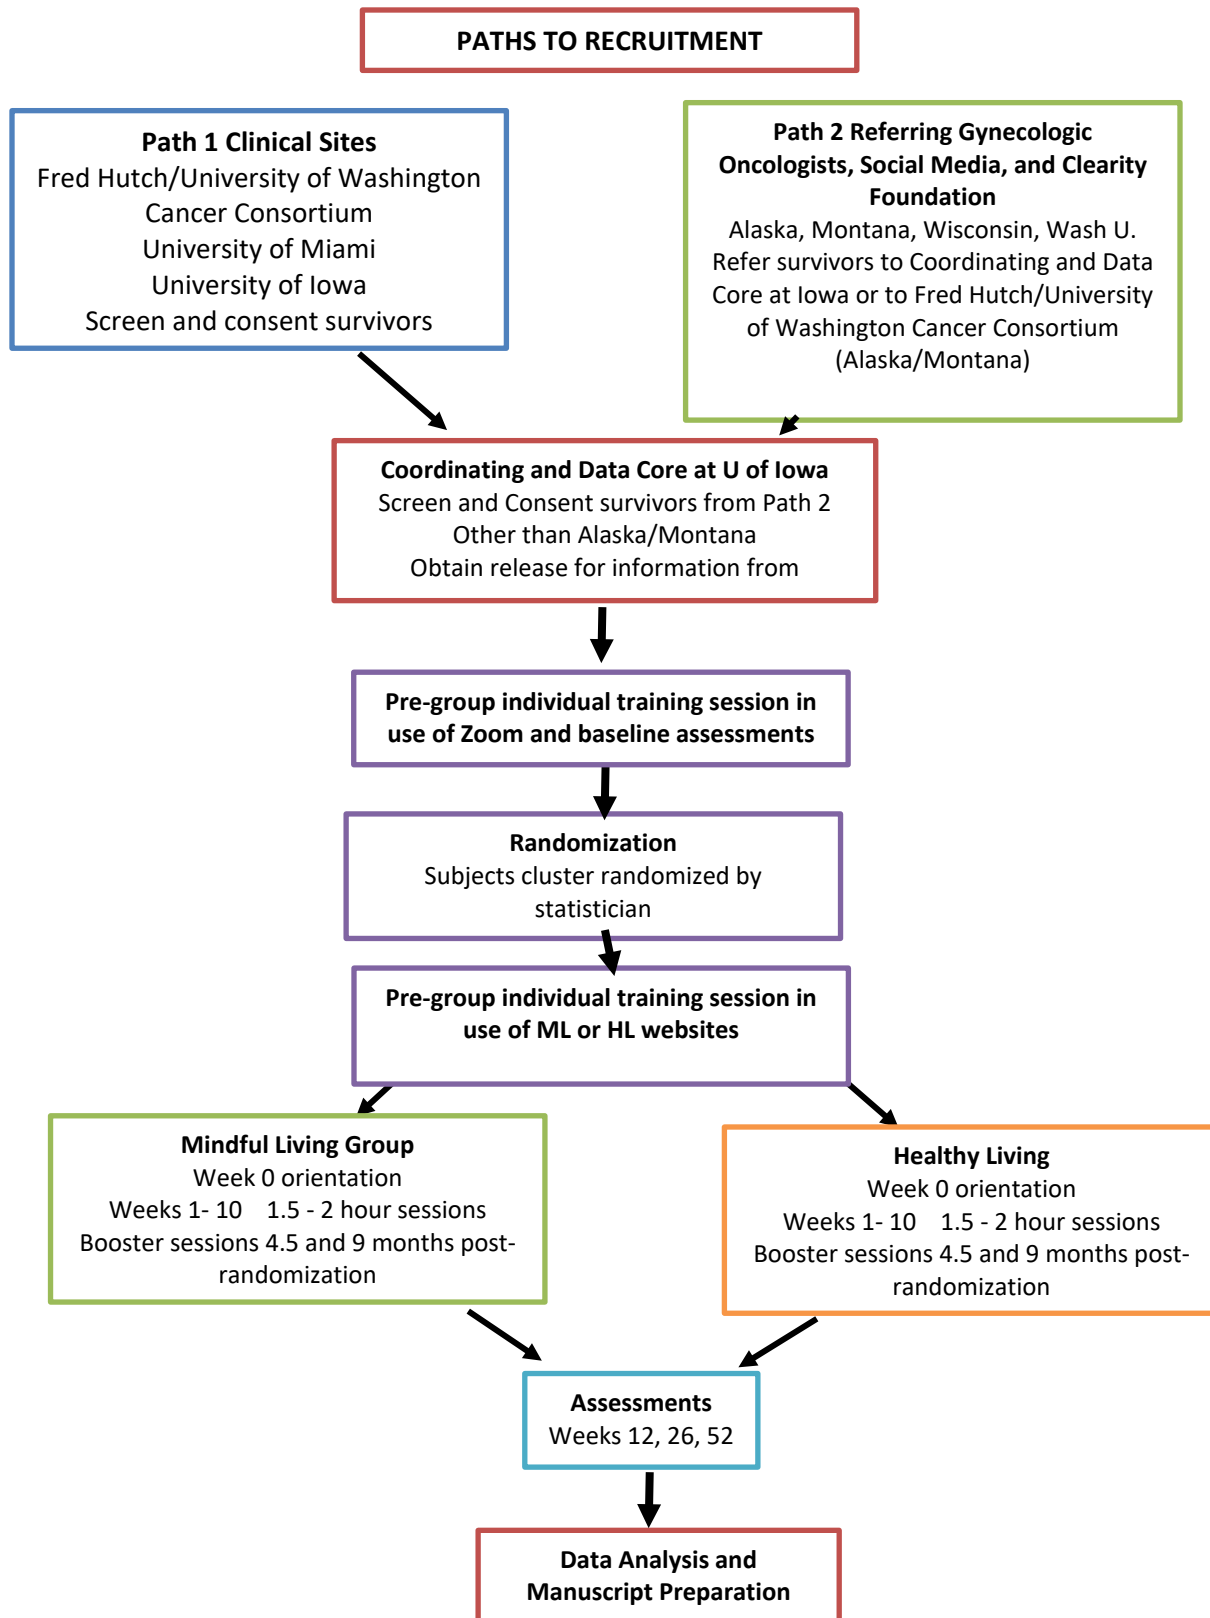 PATHS TO RECRUITMENT
Path 1 Clinical Sites
Fred Hutch/University of Washington
Cancer Consortium
University of Miami
University of Iowa
Screen and consent survivors
Path 2 Referring Gynecologic
Oncologists, Social Media, and Clearity
Foundation
Alaska, Montana, Wisconsin, Wash U.
Refer survivors to Coordinating and Data
Core at Iowa or to Fred Hutch/University
of Washington Cancer Consortium
(Alaska/Montana)
Coordinating and Data Core at U of Iowa
Screen and Consent survivors from Path 2
Other than Alaska/Montana
Obtain release for information from
Pre-group individual training session in
use of Zoom and baseline assessments
Randomization
Subjects cluster randomized by
statistician
Pre-group individual training session in
use of ML or HL websites
Mindful Living Group
Week 0 orientation
Weeks 1- 10    1.5 - 2 hour sessions
Booster sessions 4.5 and 9 months post-
randomization
Healthy Living
Week 0 orientation
Weeks 1- 10    1.5 - 2 hour sessions
Booster sessions 4.5 and 9 months post-
randomization
Assessments
Weeks 12, 26, 52
Data Analysis and
Manuscript Preparation